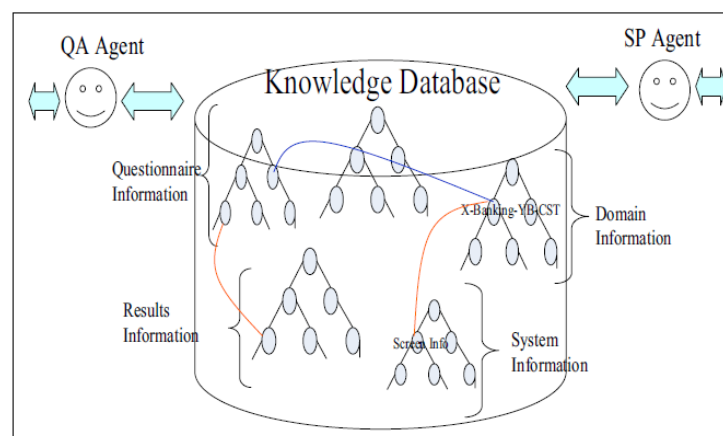 QA Agent
SP Agent
Knowledge Database
Questionnaire
Information
X-Banking-YB-CST
Domain
Information
Results
Information
Screen Info
System
Information